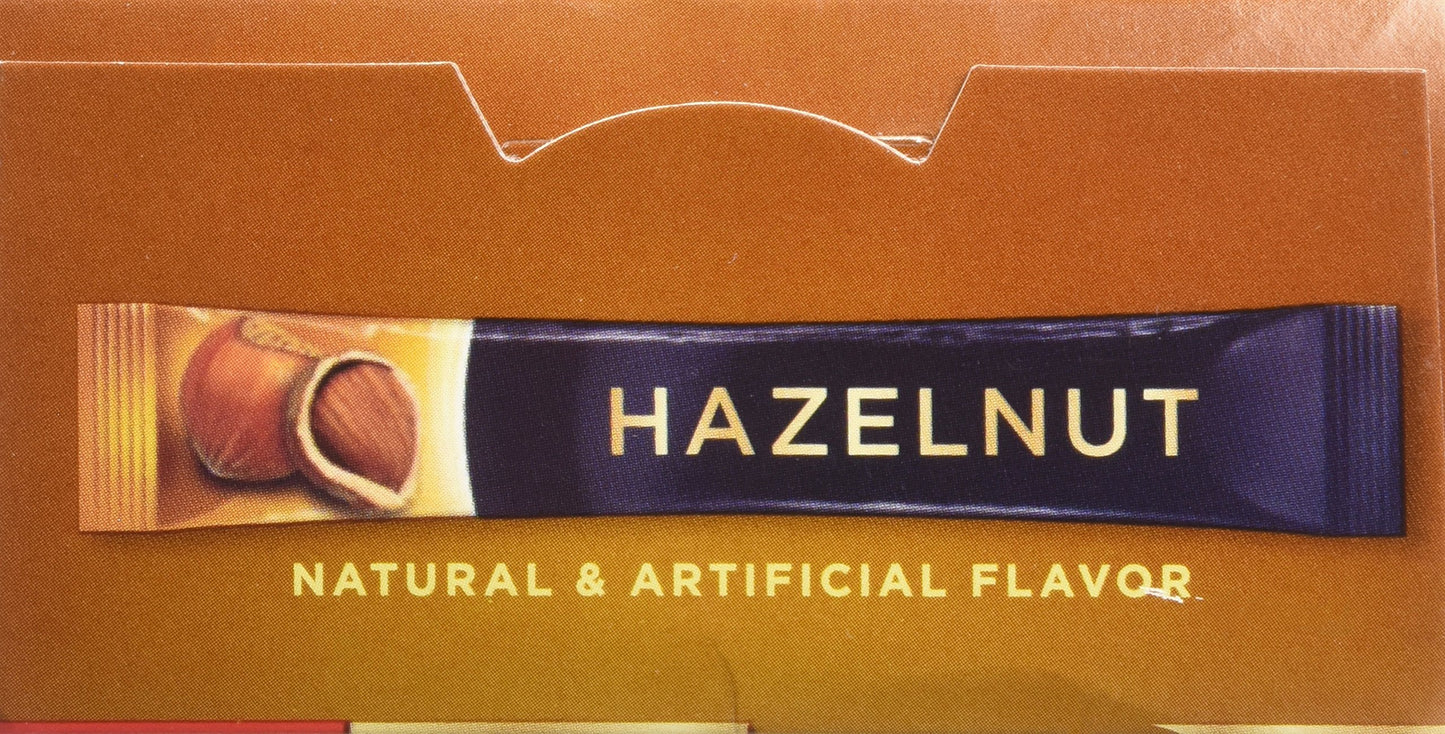 HAZELNUT
NATURAL & ARTIFICIAL FLAVOR